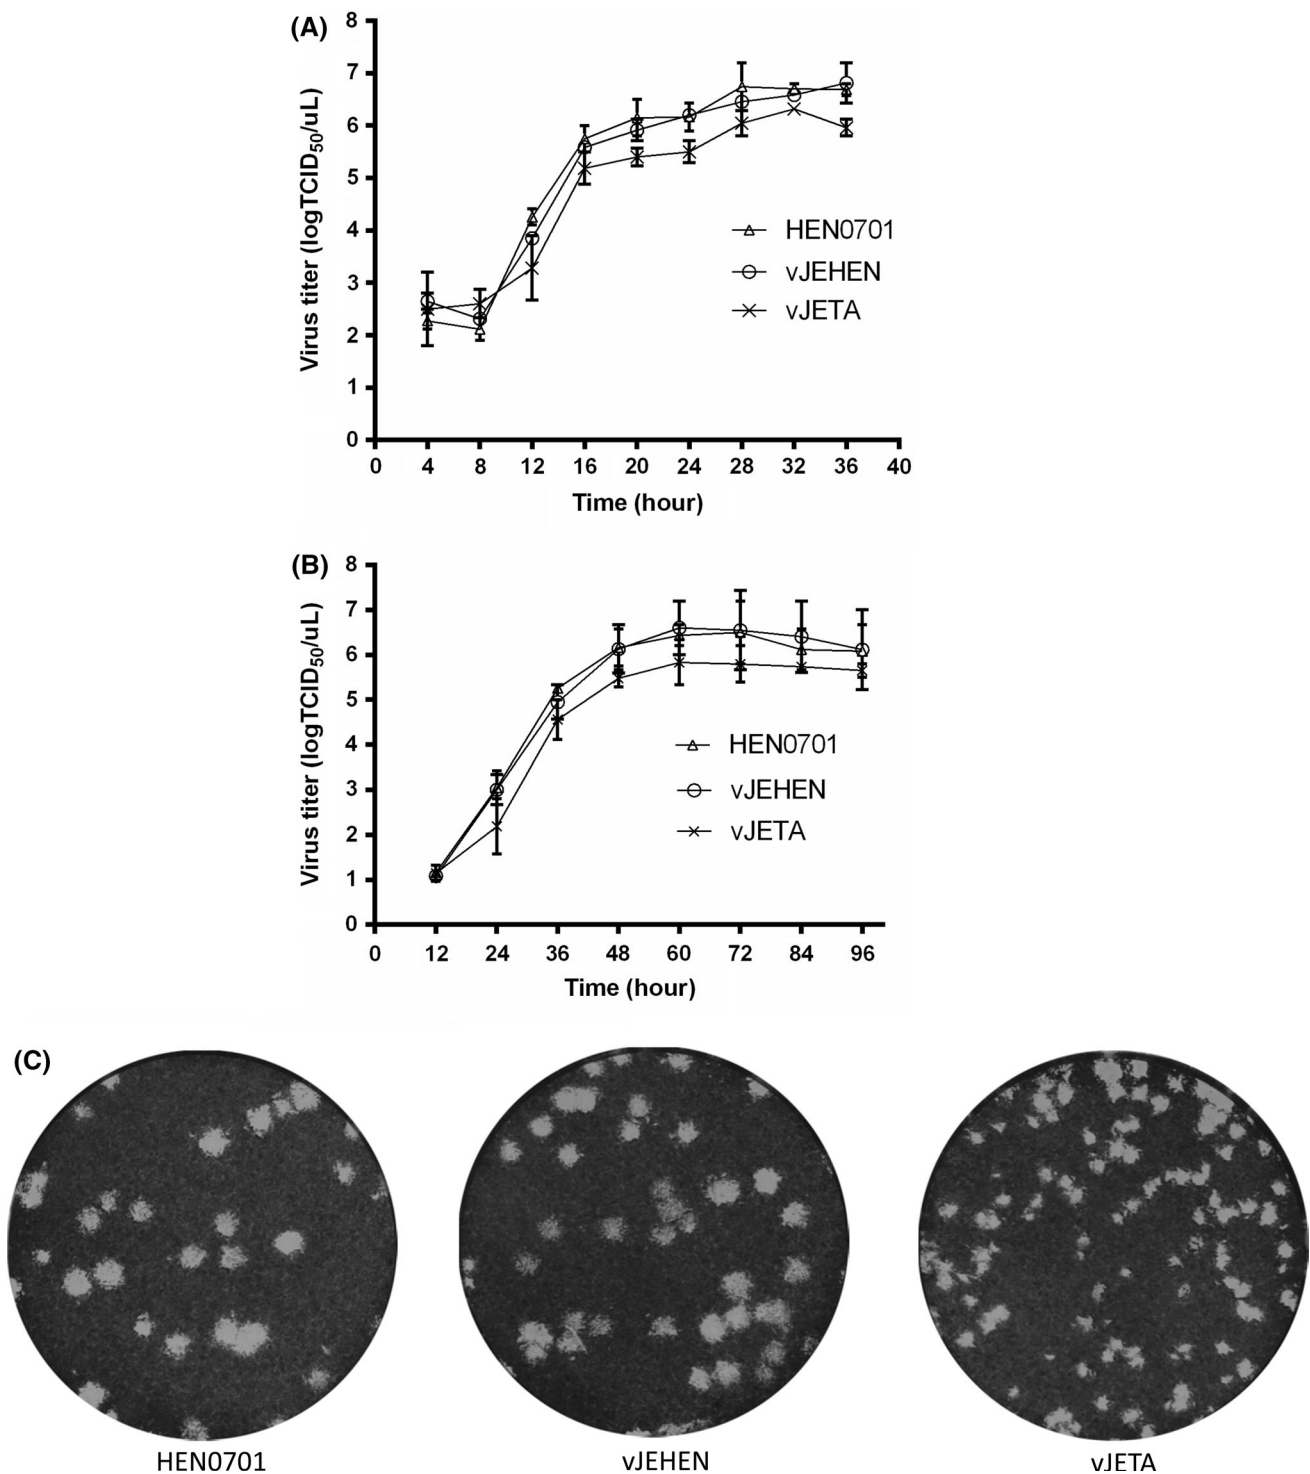 (A)
8
7
6
5
4
3
2
1
0
Virus titer (logTCID50/uL)
HEN0701
vJEHEN
vJETA
0 4 8 12 16 20 24 28 32 36 40
Time (hour)
(B)
8
7
6
5
4
3
2
1
0
Virus titer (logTCID50/uL)
HEN0701
vJEHEN
vJETA
0 12 24 36 48 60 72 84 96
Time (hour)
(C)
HEN0701 vJEHEN vJETA